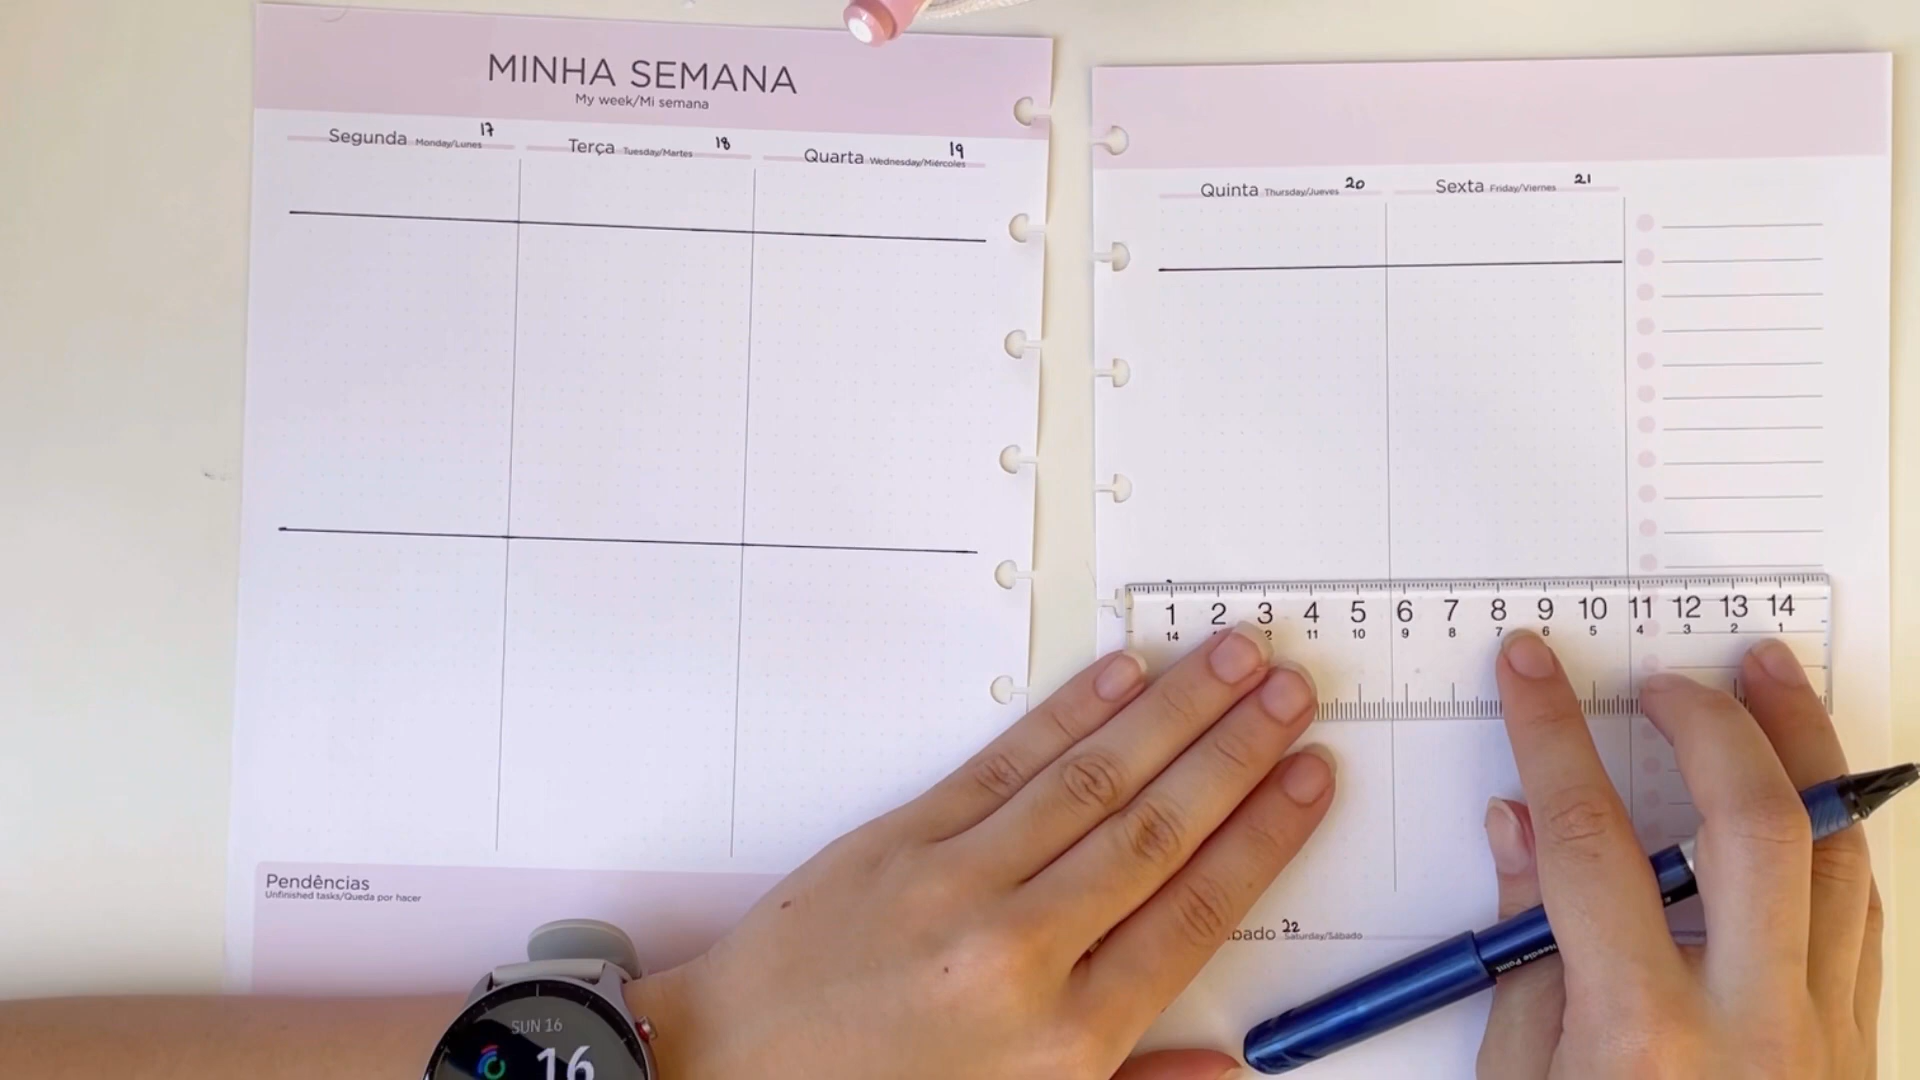 MINHA SEMANA
My week/Mi semana
Segunda Monday/Lunes 17
Terça Tuesday/Martes 18
Quarta Wednesday/Miércoles 19
Quinta Thursday/Jueves 20
Sexta Friday/Viernes 21
1 2 3 4 5 6 7 8 9 10 11 12 13 14
14 11 10 9 8 7 6 5 4 3 2 1
Pendências
Unfinished tasks/Queda por hacer
bado Saturday/Sábado 22
Needle Point
SUN 16
16